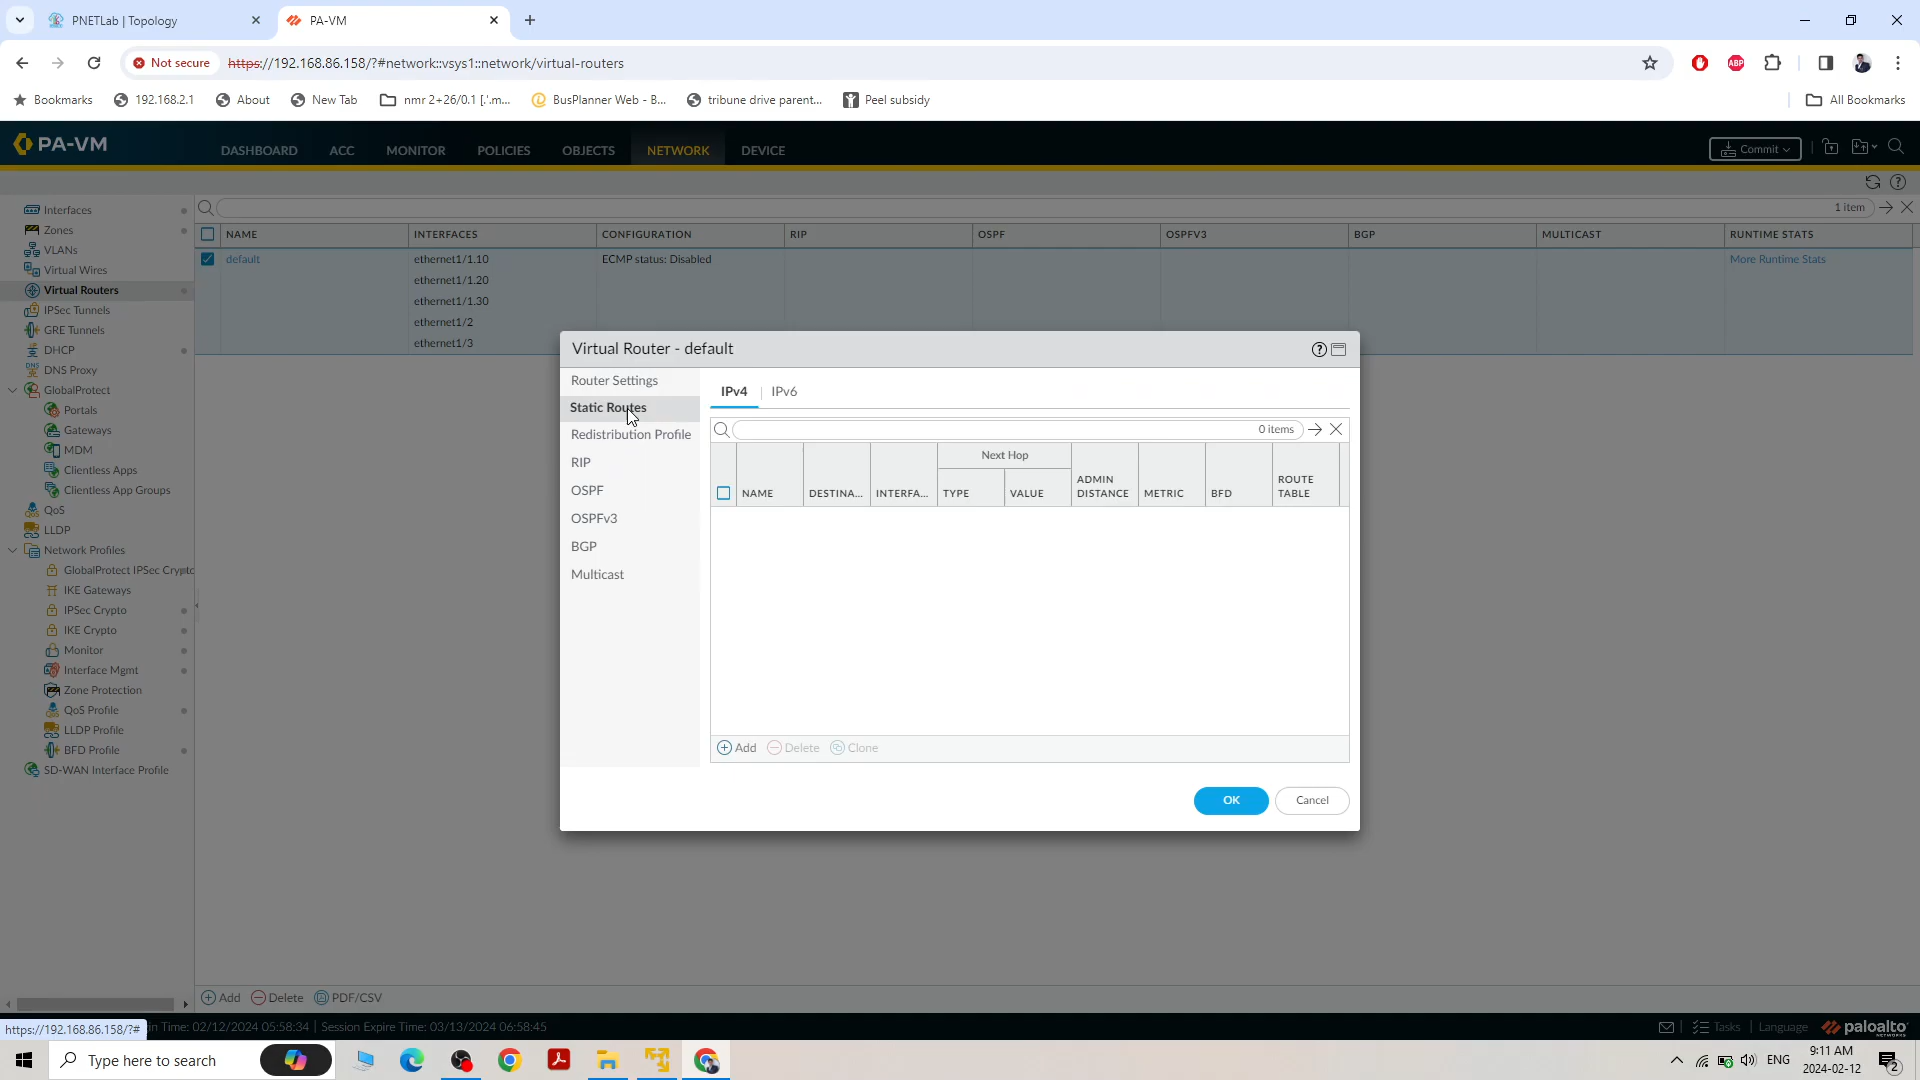 PNETLab | Topology
PA-VM
Not secure
https://192.168.86.158/?#network::vsys1::network/virtual-routers
ABP
Bookmarks
192.168.2.1
About
New Tab
nmr 2+26/0.1 [.'.m...
BusPlanner Web - B...
tribune drive parent...
Peel subsidy
All Bookmarks
PA-VM
DASHBOARD
ACC
MONITOR
POLICIES
OBJECTS
NETWORK
DEVICE
Commit
Interfaces
Zones
VLANs
Virtual Wires
Virtual Routers
IPSec Tunnels
GRE Tunnels
DHCP
DNS Proxy
GlobalProtect
Portals
Gateways
MDM
Clientless Apps
Clientless App Groups
QoS
LLDP
Network Profiles
GlobalProtect IPSec Crypto
IKE Gateways
IPSec Crypto
IKE Crypto
Monitor
Interface Mgmt
Zone Protection
QoS Profile
LLDP Profile
BFD Profile
SD-WAN Interface Profile
1 item
NAME
INTERFACES
CONFIGURATION
RIP
OSPF
OSPFV3
BGP
MULTICAST
RUNTIME STATS
default
ethernet1/1.10
ECMP status: Disabled
More Runtime Stats
ethernet1/1.20
ethernet1/1.30
ethernet1/2
ethernet1/3
Virtual Router - default
Router Settings
Static Routes
Redistribution Profile
RIP
OSPF
OSPFv3
BGP
Multicast
IPv4
IPv6
0 items
NAME
DESTINA...
INTERFA...
Next Hop
TYPE
VALUE
ADMIN
DISTANCE
METRIC
BFD
ROUTE
TABLE
Add
Delete
Clone
OK
Cancel
Add
Delete
PDF/CSV
https://192.168.86.158/?#
in Time: 02/12/2024 05:58:34 | Session Expire Time: 03/13/2024 06:58:45
Tasks
Language
paloalto
NETWORKS
Type here to search
ENG
9:11 AM
2024-02-12
2